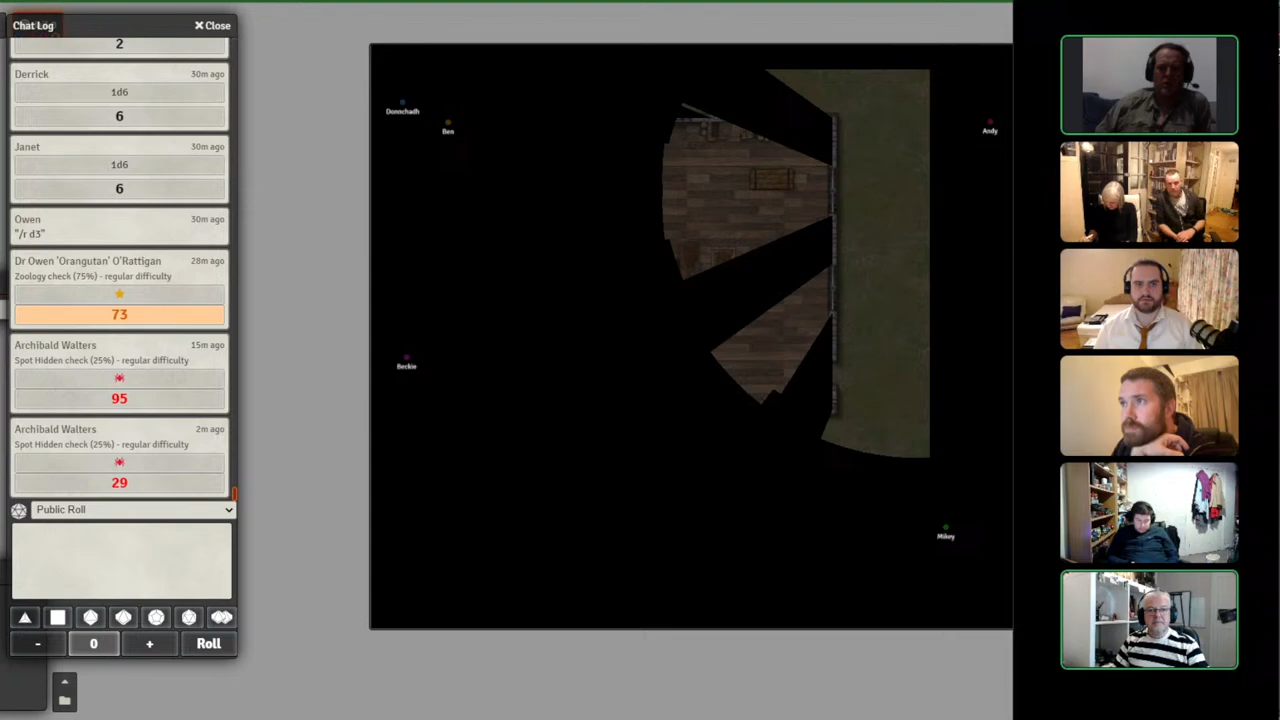 Chat Log
Close
2
Derrick 30m ago
1d6
6
Janet 30m ago
1d6
6
Owen 30m ago
"/r d3"
Dr Owen 'Orangutan' O'Rattigan 28m ago
Zoology check (75%) - regular difficulty
73
Archibald Walters 15m ago
Spot Hidden check (25%) - regular difficulty
95
Archibald Walters 2m ago
Spot Hidden check (25%) - regular difficulty
29
Public Roll
- 0 + Roll
Donnchadh
Ben
Andy
Beckie
Mikey